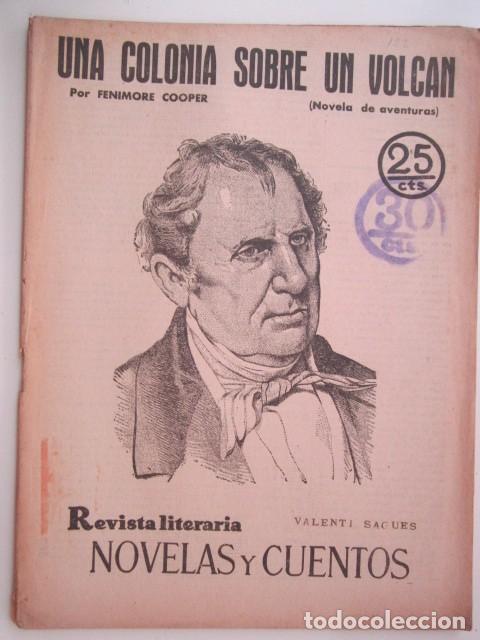 UNA COLONIA SOBRE UN VOLCAN
Por FENIMORE COOPER
(Novela de aventuras)
25
cts.
30
cts.
Revista literaria
VALENTI SAGUES
NOVELAS Y CUENTOS
todocoleccion